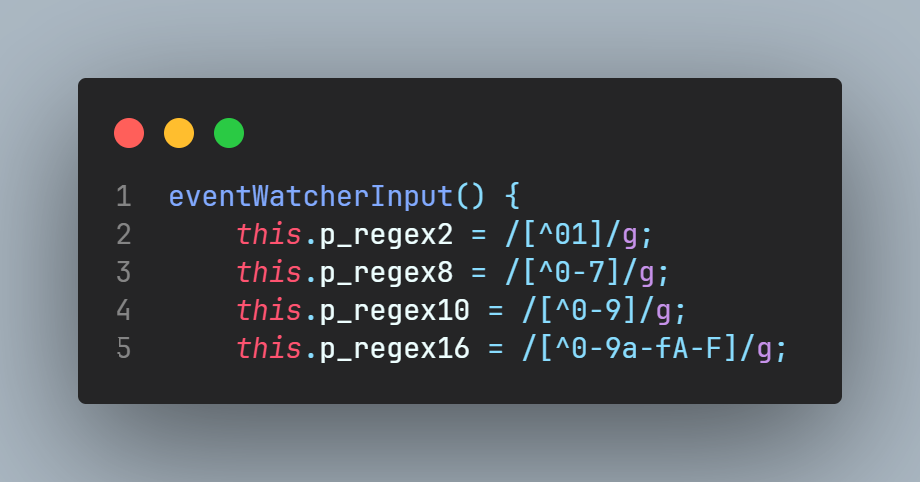 1 eventWatcherInput() {
2 this.p_regex2 = /[^01]/g;
3 this.p_regex8 = /[^0-7]/g;
4 this.p_regex10 = /[^0-9]/g;
5 this.p_regex16 = /[^0-9a-fA-F]/g;